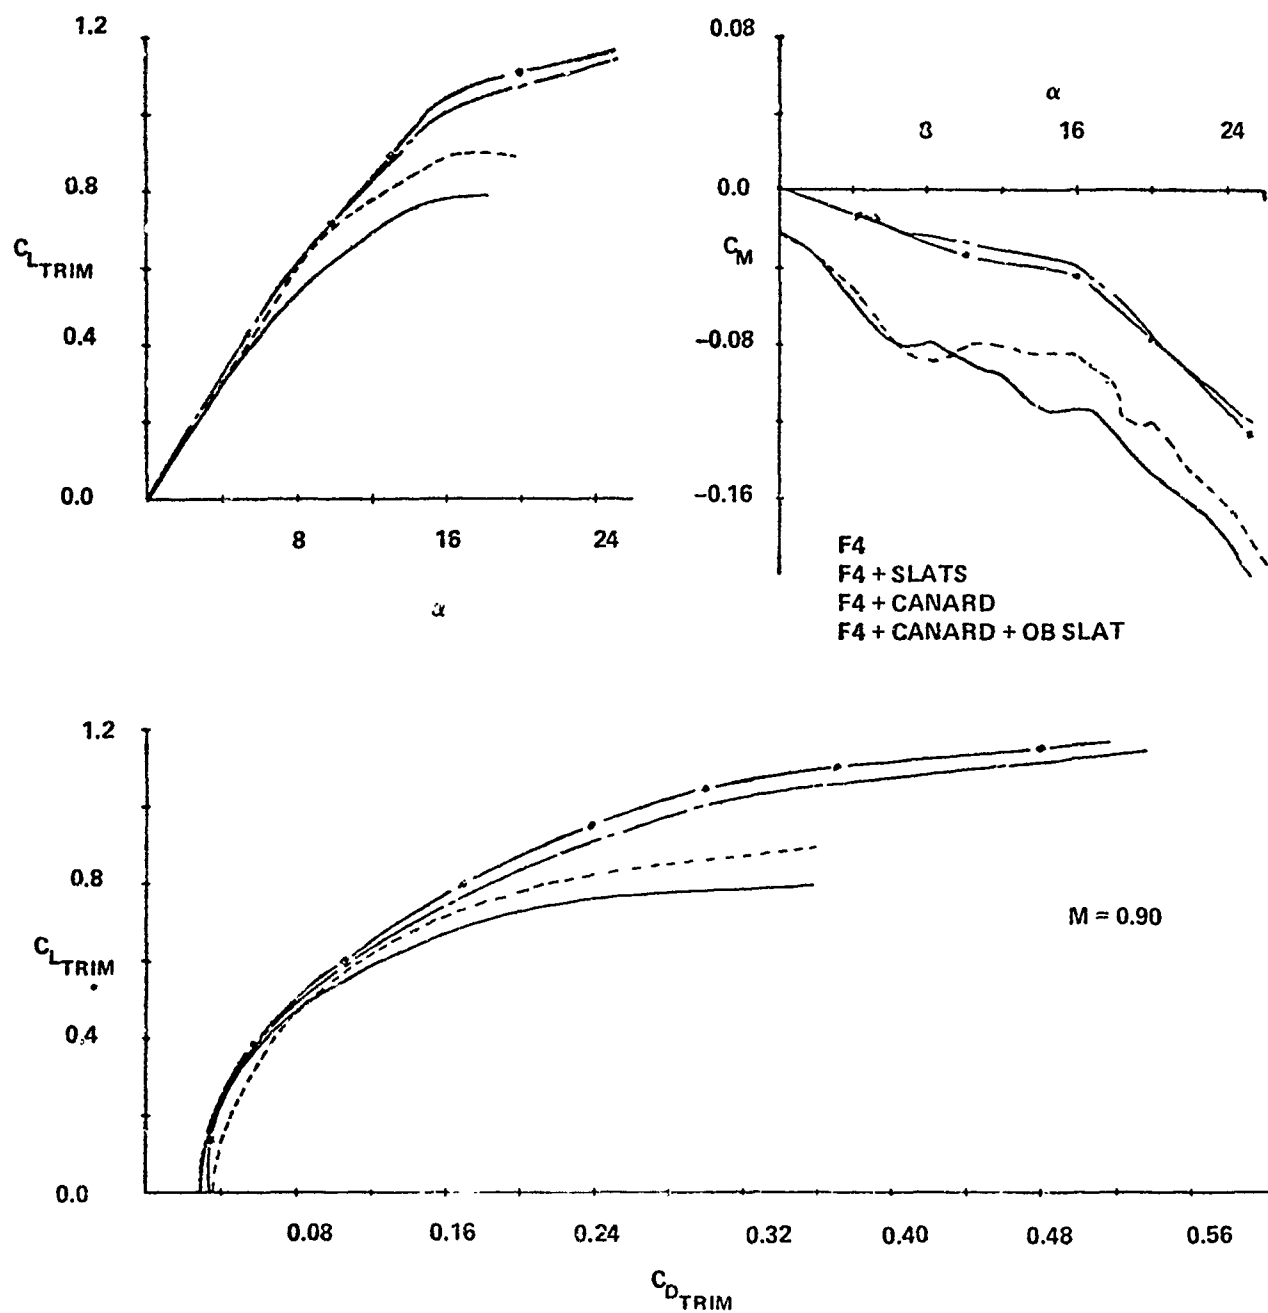 1.2
0.8
C_L TRIM
0.4
0.0
8
16
24
α
0.08
α
8
16
24
0.0
C_M
-0.08
-0.16
F4
F4 + SLATS
F4 + CANARD
F4 + CANARD + OB SLAT
1.2
0.8
M = 0.90
C_L TRIM
0.4
0.0
0.08
0.16
0.24
0.32
0.40
0.48
0.56
C_D TRIM